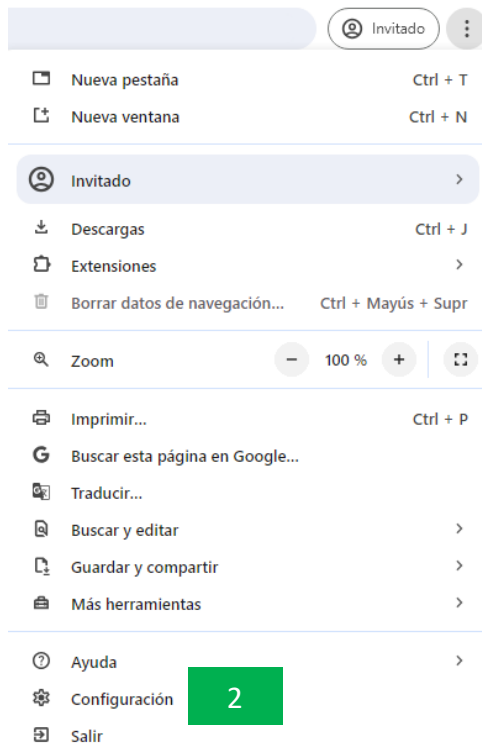 Invitado
Nueva pestaña Ctrl + T
Nueva ventana Ctrl + N
Invitado
Descargas Ctrl + J
Extensiones
Borrar datos de navegación... Ctrl + Mayús + Supr
Zoom − 100 % +
Imprimir... Ctrl + P
G Buscar esta página en Google...
Traducir...
Buscar y editar
Guardar y compartir
Más herramientas
Ayuda
Configuración 2
Salir